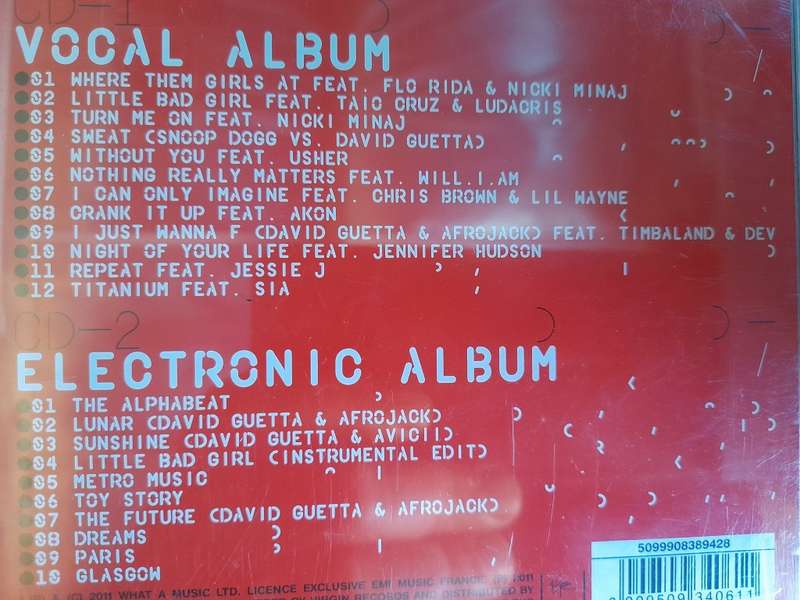 CD-1
VOCAL ALBUM
01 WHERE THEM GIRLS AT FEAT. FLO RIDA & NICKI MINAJ
02 LITTLE BAD GIRL FEAT. TAIO CRUZ & LUDACRIS
03 TURN ME ON FEAT. NICKI MINAJ
04 SWEAT (SNOOP DOGG VS. DAVID GUETTA)
05 WITHOUT YOU FEAT. USHER
06 NOTHING REALLY MATTERS FEAT. WILL.I.AM
07 I CAN ONLY IMAGINE FEAT. CHRIS BROWN & LIL WAYNE
08 CRANK IT UP FEAT. AKON
09 I JUST WANNA F (DAVID GUETTA & AFROJACK) FEAT. TIMBALAND & DEV
10 NIGHT OF YOUR LIFE FEAT. JENNIFER HUDSON
11 REPEAT FEAT. JESSIE J
12 TITANIUM FEAT. SIA
CD-2
ELECTRONIC ALBUM
01 THE ALPHABEAT
02 LUNAR (DAVID GUETTA & AFROJACK)
03 SUNSHINE (DAVID GUETTA & AVICII)
04 LITTLE BAD GIRL (INSTRUMENTAL EDIT)
05 METRO MUSIC
06 TOY STORY
07 THE FUTURE (DAVID GUETTA & AFROJACK)
08 DREAMS
09 PARIS
10 GLASGOW
5099908389428
(C) 2011 WHAT A MUSIC LTD. LICENCE EXCLUSIVE EMI MUSIC FRANCE
BY VIRGIN RECORDS AND DISTRIBUTED BY